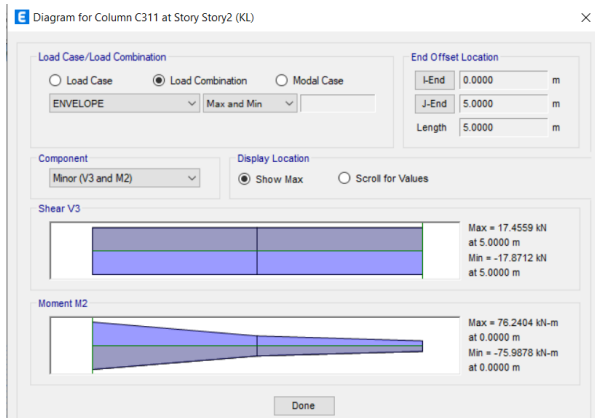 E Diagram for Column C311 at Story Story2 (KL)
Load Case/Load Combination
Load Case Load Combination Modal Case
ENVELOPE Max and Min
End Offset Location
I-End 0.0000 m
J-End 5.0000 m
Length 5.0000 m
Component
Minor (V3 and M2)
Display Location
Show Max Scroll for Values
Shear V3
Max = 17.4559 kN
at 5.0000 m
Min = -17.8712 kN
at 5.0000 m
Moment M2
Max = 76.2404 kN-m
at 0.0000 m
Min = -75.9878 kN-m
at 0.0000 m
Done